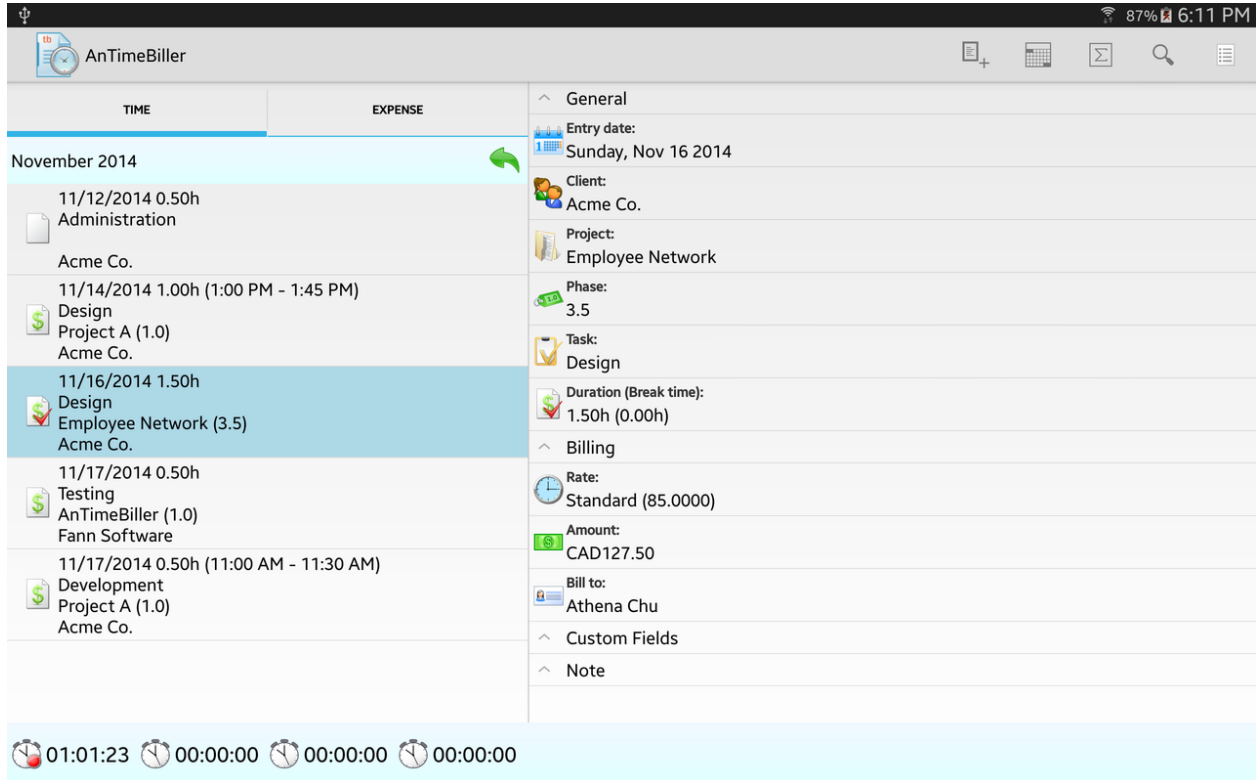 87% 6:11 PM
tb
AnTimeBiller
TIME
EXPENSE
November 2014
11/12/2014 0.50h
Administration
Acme Co.
11/14/2014 1.00h (1:00 PM - 1:45 PM)
Design
Project A (1.0)
Acme Co.
11/16/2014 1.50h
Design
Employee Network (3.5)
Acme Co.
11/17/2014 0.50h
Testing
AnTimeBiller (1.0)
Fann Software
11/17/2014 0.50h (11:00 AM - 11:30 AM)
Development
Project A (1.0)
Acme Co.
General
Entry date:
Sunday, Nov 16 2014
Client:
Acme Co.
Project:
Employee Network
Phase:
3.5
Task:
Design
Duration (Break time):
1.50h (0.00h)
Billing
Rate:
Standard (85.0000)
Amount:
CAD127.50
Bill to:
Athena Chu
Custom Fields
Note
01:01:23 00:00:00 00:00:00 00:00:00